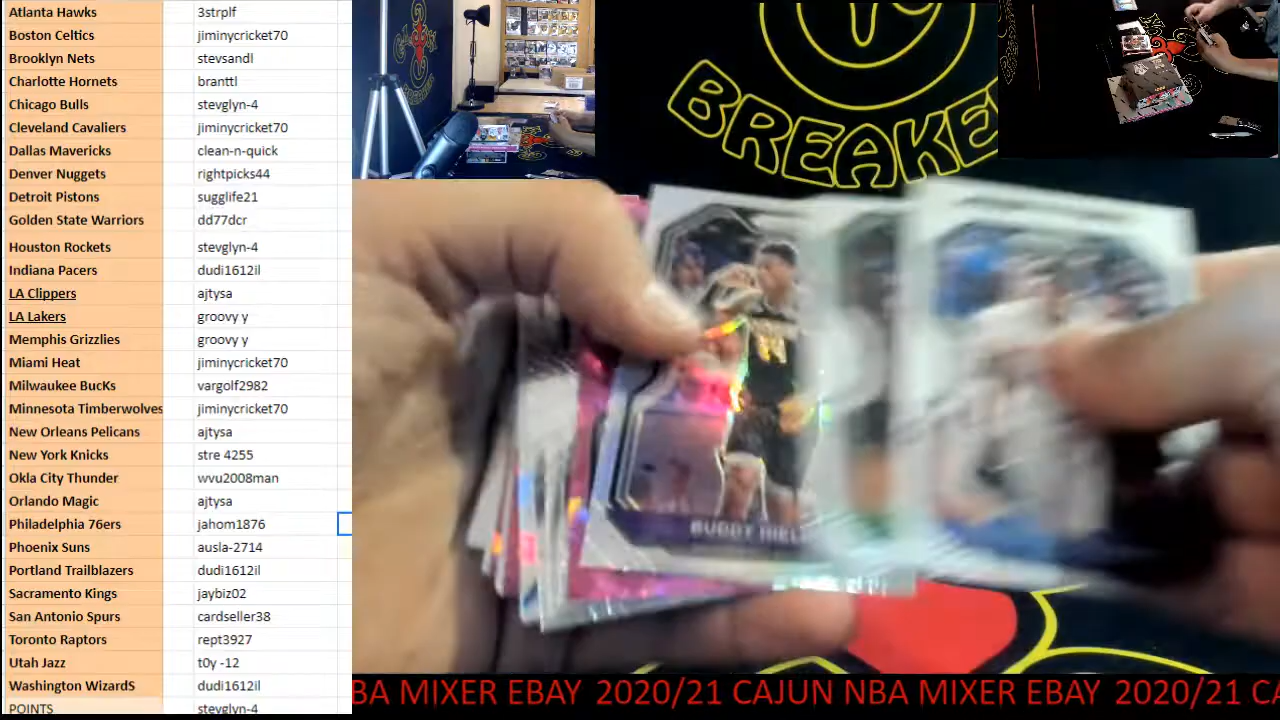 Atlanta Hawks 3strplf
Boston Celtics jiminycricket70
Brooklyn Nets stevsandl
Charlotte Hornets branttl
Chicago Bulls stevglyn-4
Cleveland Cavaliers jiminycricket70
Dallas Mavericks clean-n-quick
Denver Nuggets rightpicks44
Detroit Pistons sugglife21
Golden State Warriors dd77dcr
Houston Rockets stevglyn-4
Indiana Pacers dudi1612il
LA Clippers ajtysa
LA Lakers groovy y
Memphis Grizzlies groovy y
Miami Heat jiminycricket70
Milwaukee BucKs vargolf2982
Minnesota Timberwolves jiminycricket70
New Orleans Pelicans ajtysa
New York Knicks stre 4255
Okla City Thunder wvu2008man
Orlando Magic ajtysa
Philadelphia 76ers jahom1876
Phoenix Suns ausla-2714
Portland Trailblazers dudi1612il
Sacramento Kings jaybiz02
San Antonio Spurs cardseller38
Toronto Raptors rept3927
Utah Jazz t0y -12
Washington WizardS dudi1612il
POINTS stevglyn-4
BREAKE
BUDDY HIEL
BA MIXER EBAY 2020/21 CAJUN NBA MIXER EBAY 2020/21 CA